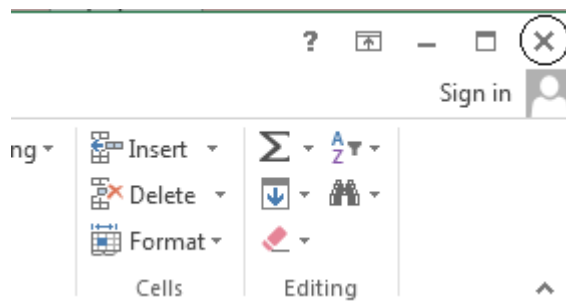 ?
Sign in
ng
Insert
Delete
Format
Σ
A
Z
Cells
Editing